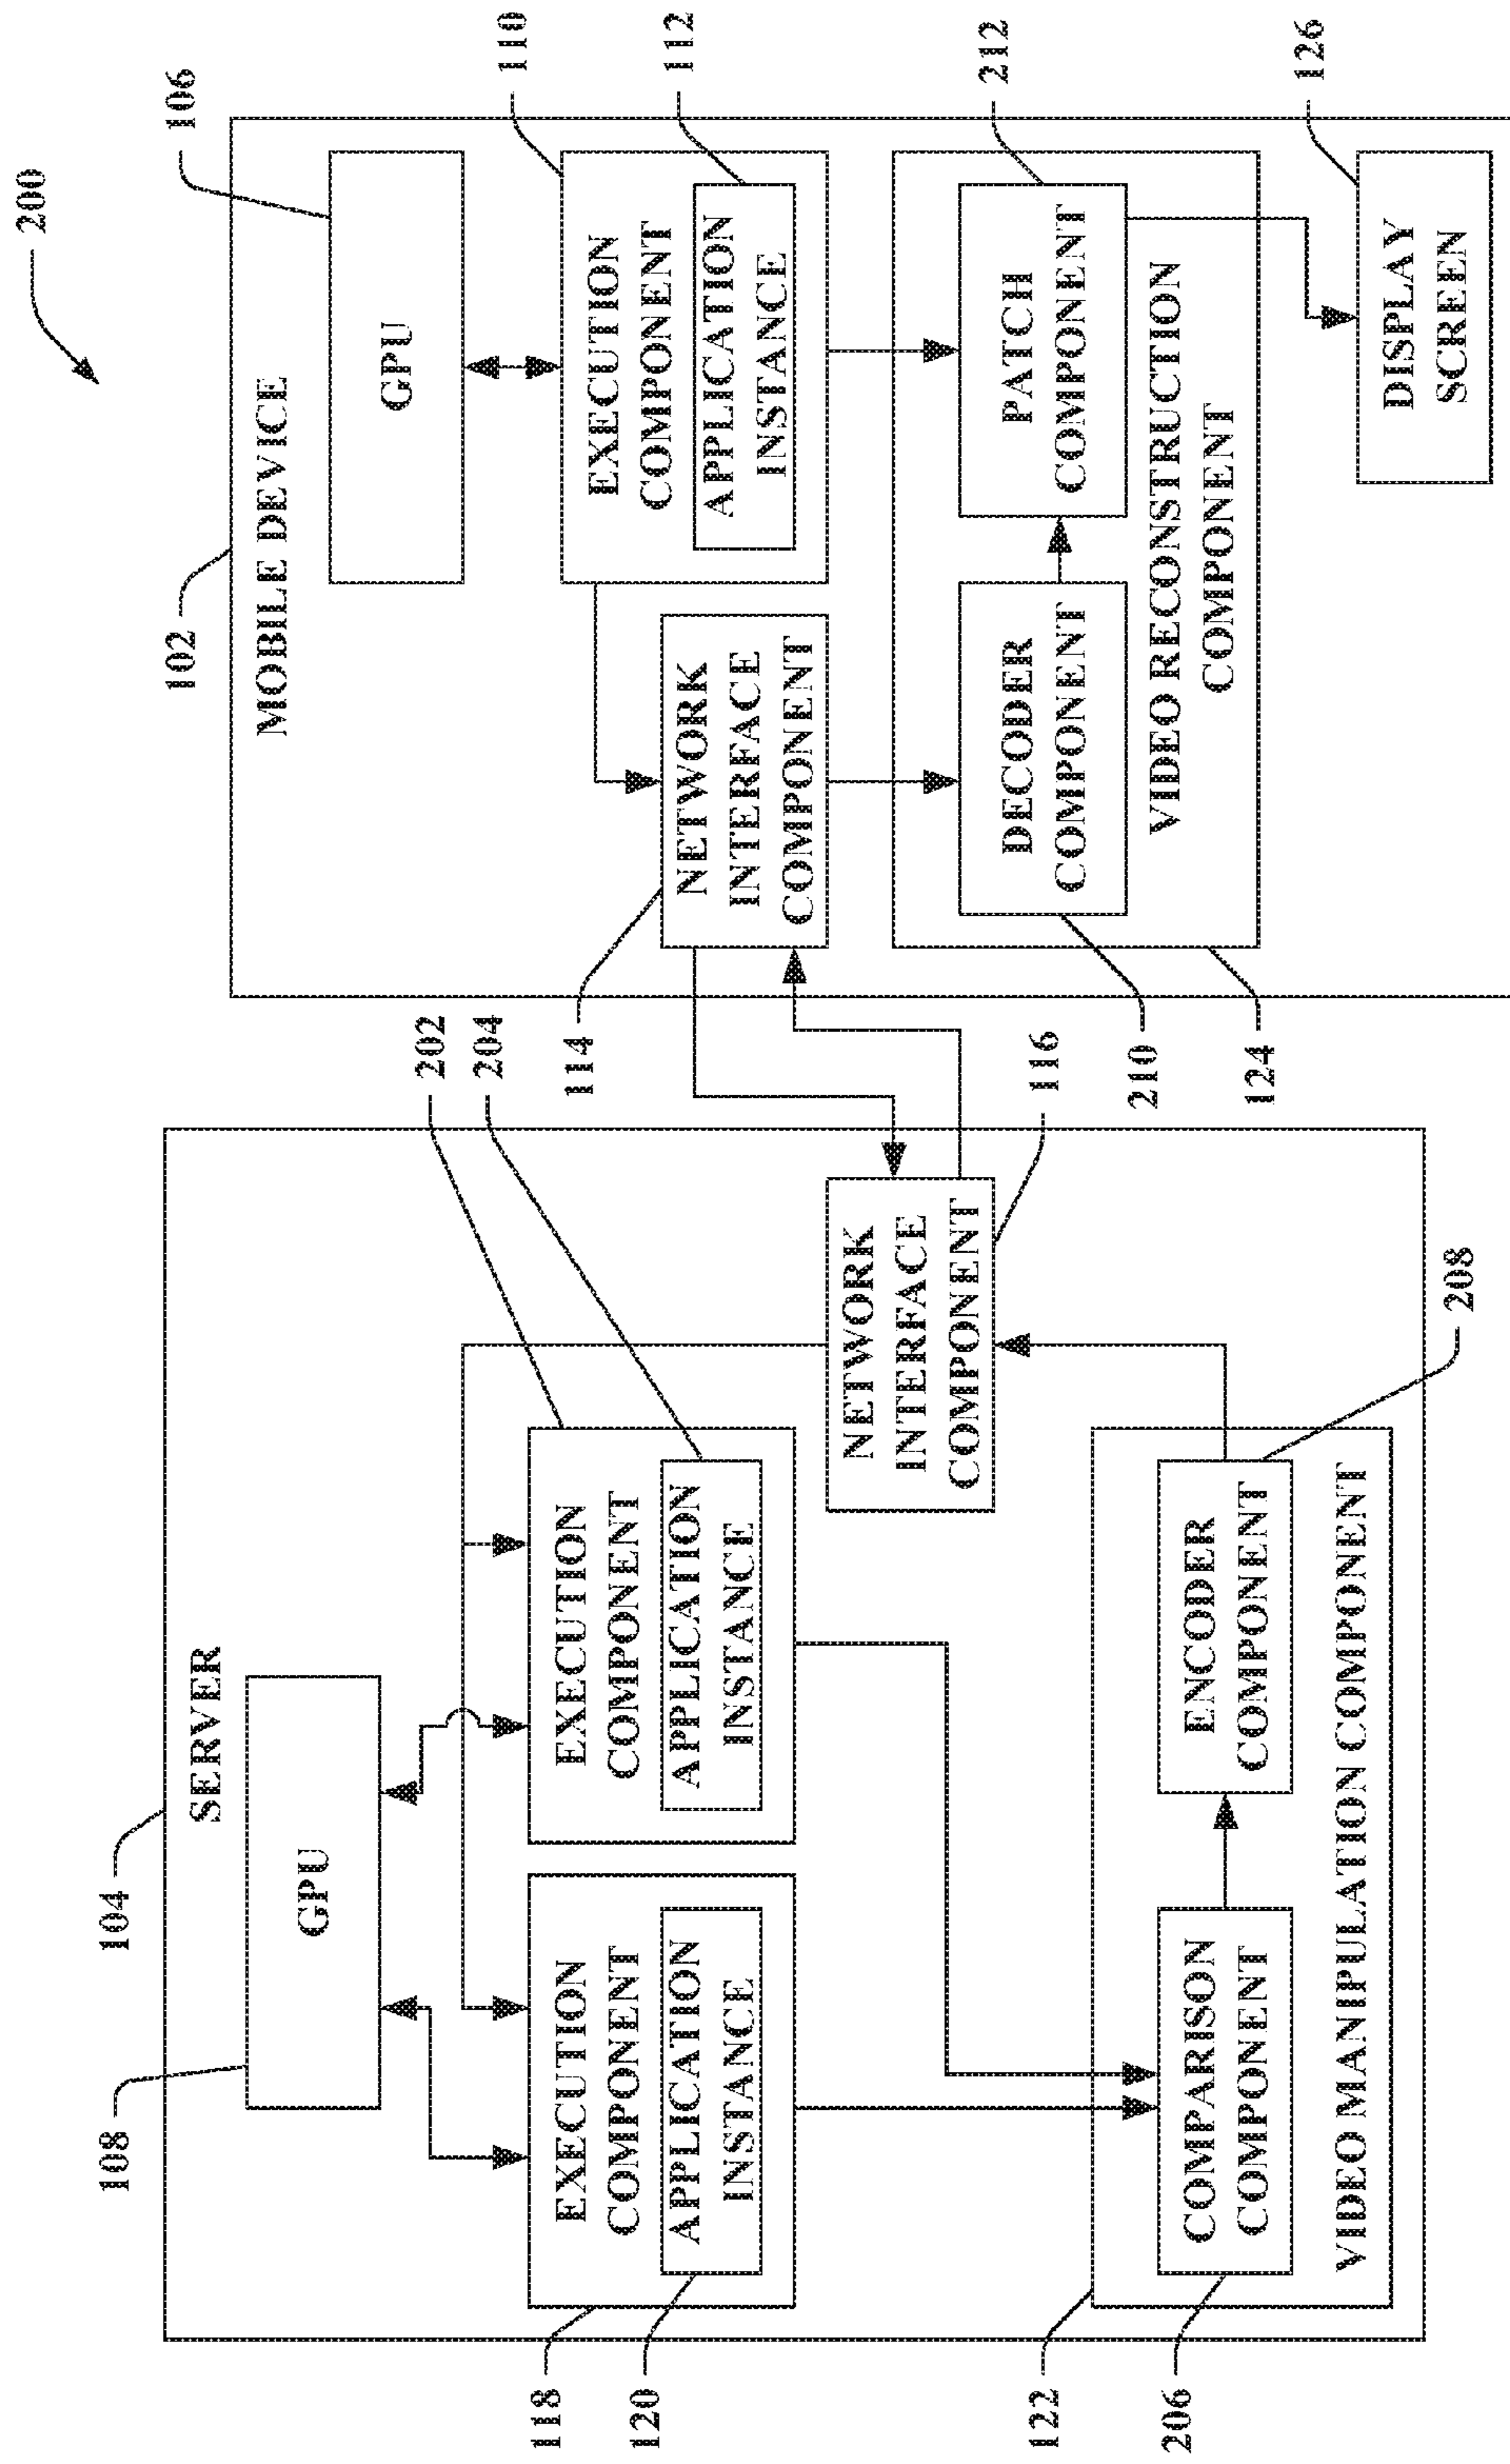 200
104
SERVER
108
GPU
118
EXECUTION
COMPONENT
120
APPLICATION
INSTANCE
202
EXECUTION
COMPONENT
204
APPLICATION
INSTANCE
NETWORK
INTERFACE
COMPONENT
116
122
206
COMPARISON
COMPONENT
ENCODER
COMPONENT
208
VIDEO MANIPULATION COMPONENT
102
MOBILE DEVICE
106
GPU
110
EXECUTION
COMPONENT
112
APPLICATION
INSTANCE
114
NETWORK
INTERFACE
COMPONENT
210
DECODER
COMPONENT
212
PATCH
COMPONENT
124
VIDEO RECONSTRUCTION
COMPONENT
126
DISPLAY
SCREEN